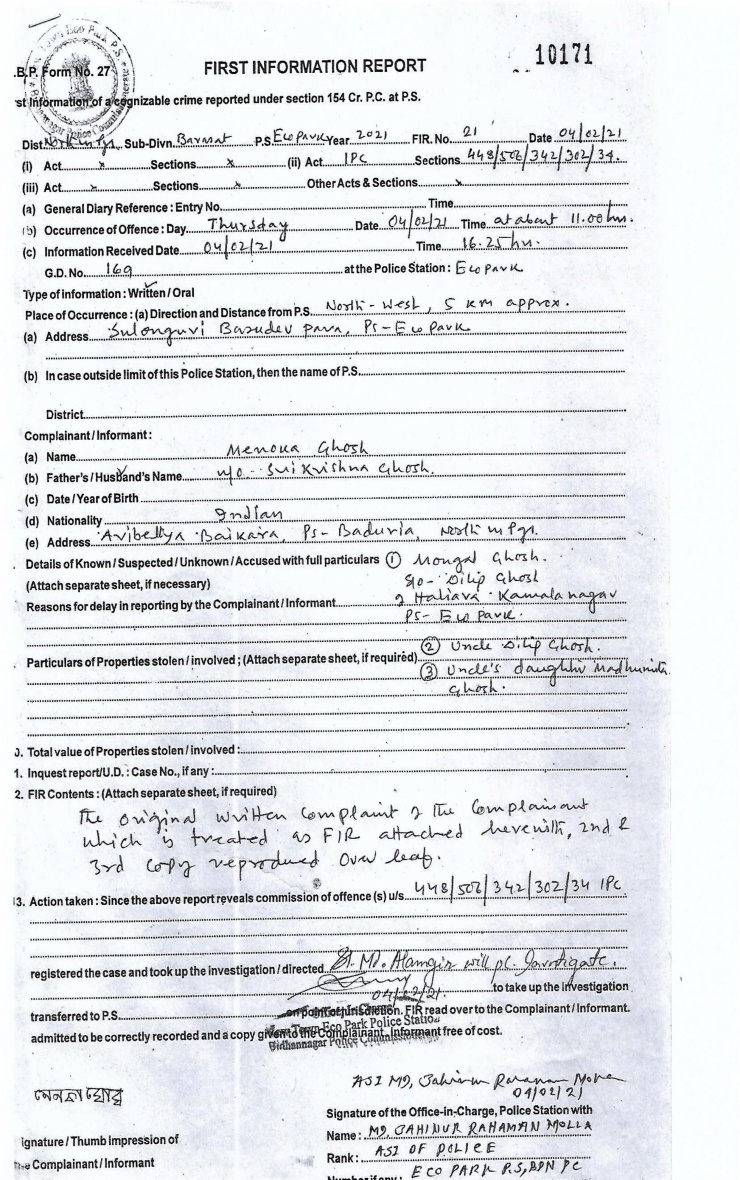 10171
B.P. Form No. 27
FIRST INFORMATION REPORT
st Information of a cognizable crime reported under section 154 Cr. P.C. at P.S.
Dist. Sub-Divn. Barasat P.S. Eco Park Year 2021 FIR. No. 21 Date 04/02/21
(i) Act x Sections x (ii) Act IPC Sections 448/506/342/302/34.
(iii) Act x Sections x Other Acts & Sections x
(a) General Diary Reference : Entry No. Time
(b) Occurrence of Offence : Day Thursday Date 04/02/21 Time at about 11.00 hrs.
(c) Information Received Date 04/02/21 Time 16.25 hrs.
G.D. No. 169 at the Police Station : Eco Park
Type of information : Written / Oral
Place of Occurrence : (a) Direction and Distance from P.S. North-West, 5 km approx.
(a) Address Sulonguri Basudev para, Ps-Eco Park
(b) In case outside limit of this Police Station, then the name of P.S.
District
Complainant / Informant :
(a) Name Menoka Ghosh
(b) Father's / Husband's Name w/o - Sri Krishna Ghosh.
(c) Date / Year of Birth
(d) Nationality Indian
(e) Address Baikara, Ps- Baduria, North
Details of Known / Suspected / Unknown / Accused with full particulars ① Mongal Ghosh.
(Attach separate sheet, if necessary) S/o- Dilip Ghosh
Reasons for delay in reporting by the Complainant / Informant Hatiara Kamalanagar
Ps- Eco park.
② Uncle Dilip Ghosh.
Particulars of Properties stolen / involved ; (Attach separate sheet, if required)
③ Uncle's daughter Madhumita
Ghosh.
0. Total value of Properties stolen / involved :
1. Inquest report/U.D. : Case No., if any :
2. FIR Contents : (Attach separate sheet, if required)
The original written complaint of the Complainant
which is treated as FIR attached herewith, 2nd &
3rd copy reproduced over leaf.
3. Action taken : Since the above report reveals commission of offence (s) u/s 448/506/342/302/34 IPC
registered the case and took up the investigation / directed SI. Md. Alamgir will pl. Investigate.
04/02/21. to take up the investigation
transferred to P.S. on point of jurisdiction. FIR read over to the Complainant / Informant.
admitted to be correctly recorded and a copy given to the Complainant. Informant free of cost.
New Town Eco Park Police Station
Bidhannagar Police Commissionerate
ASI MD, Jahinur Rahaman Molla
04/02/21
মেনকা ঘোষ
Signature of the Office-in-Charge, Police Station with
Name : MD, JAHINUR RAHAMAN MOLLA
ignature / Thumb Impression of
Rank : ASI OF POLICE
the Complainant / Informant
Number if any : ECO PARK P.S, BDN PC